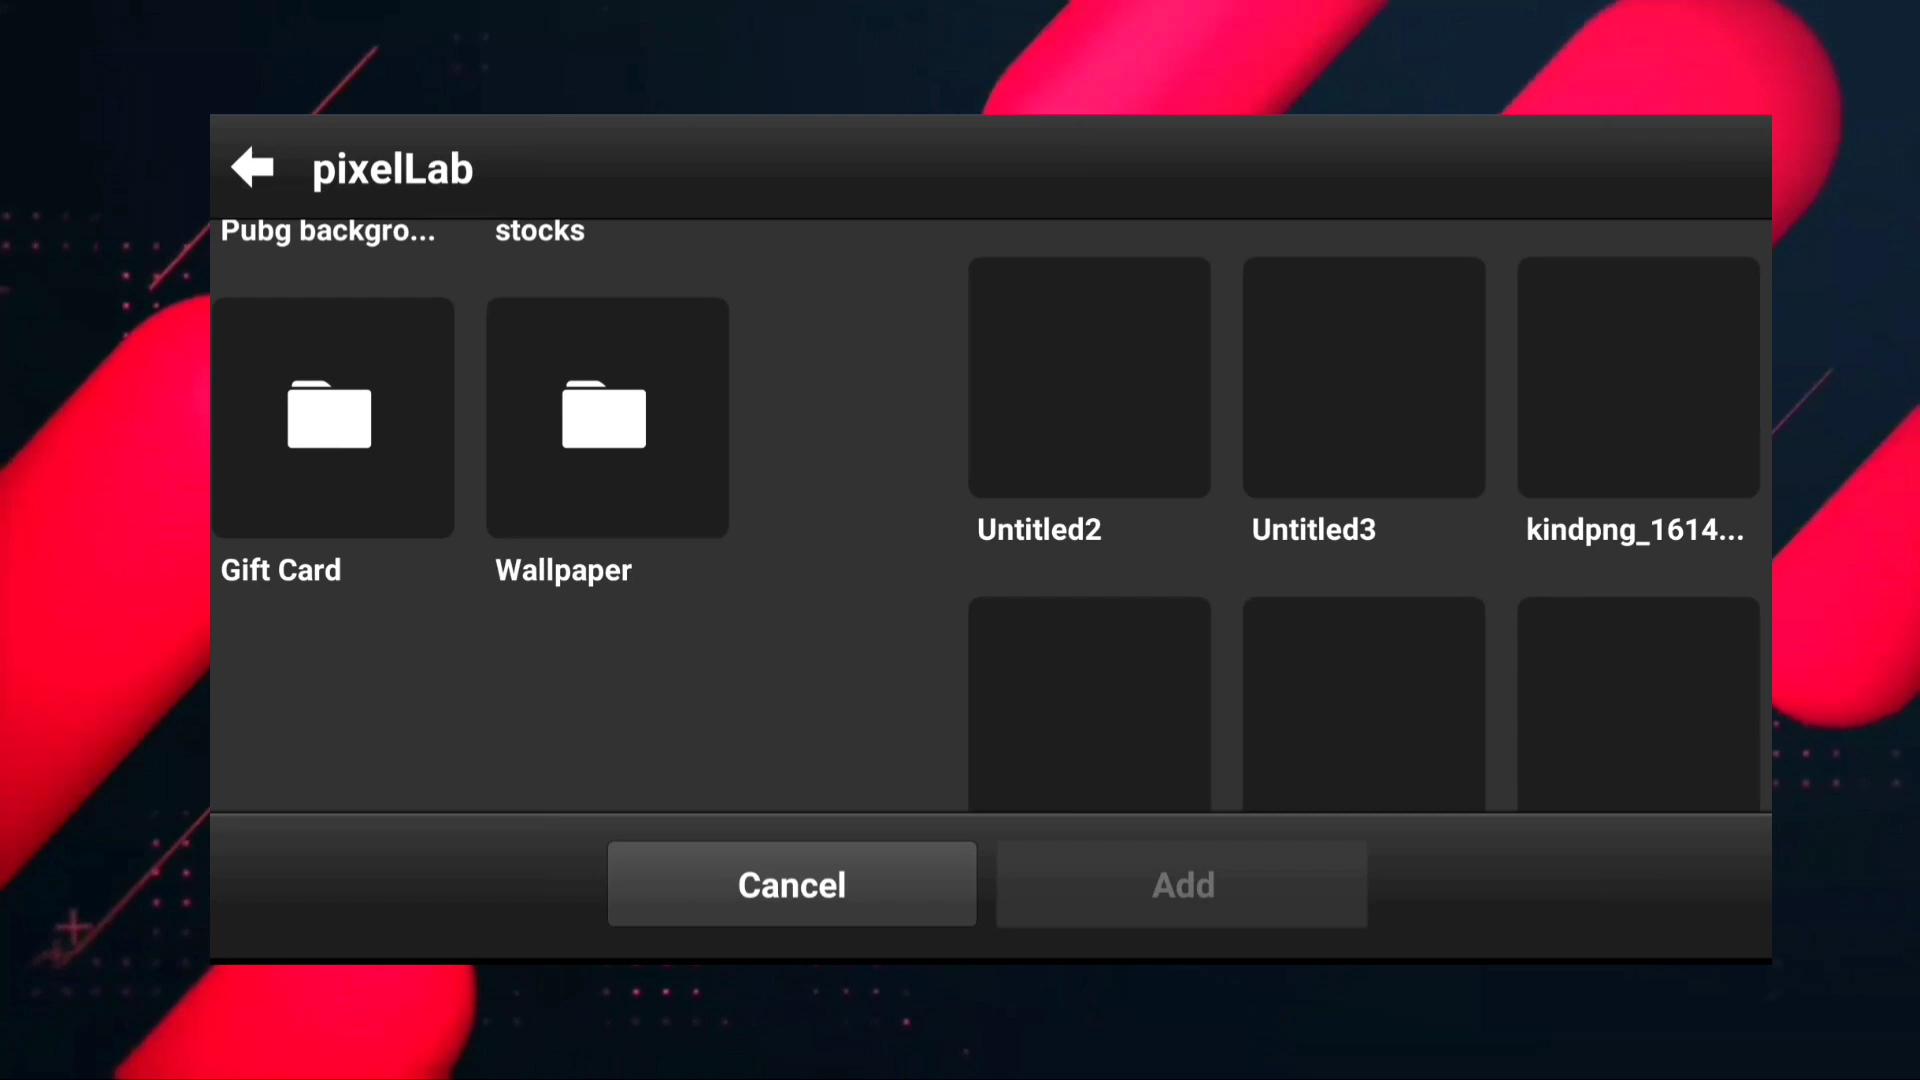 pixelLab
Pubg backgro...
stocks
Untitled2
Untitled3
kindpng_1614...
Gift Card
Wallpaper
Cancel
Add